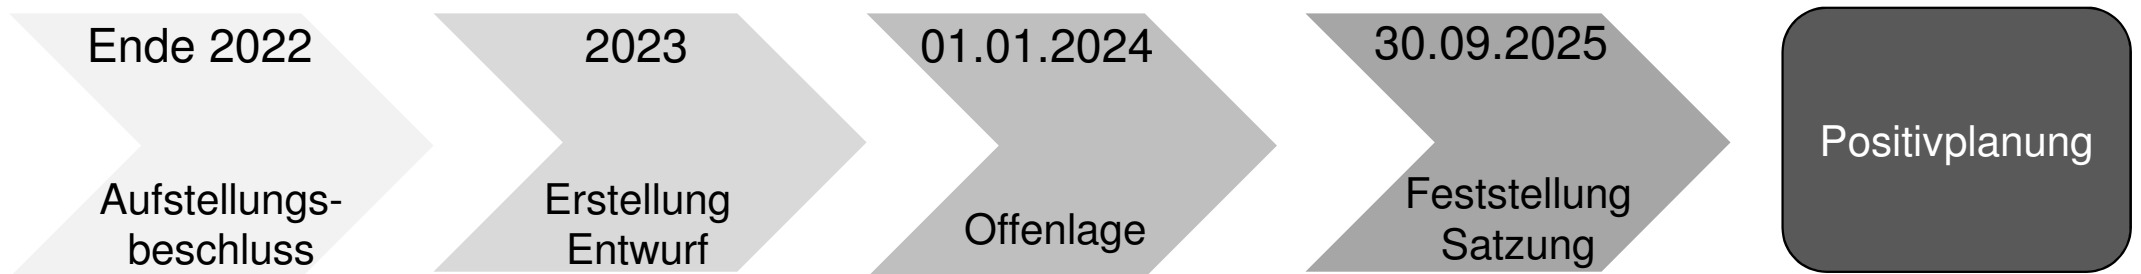 Ende 2022
Aufstellungs-
beschluss
2023
Erstellung
Entwurf
01.01.2024
Offenlage
30.09.2025
Feststellung
Satzung
Positivplanung